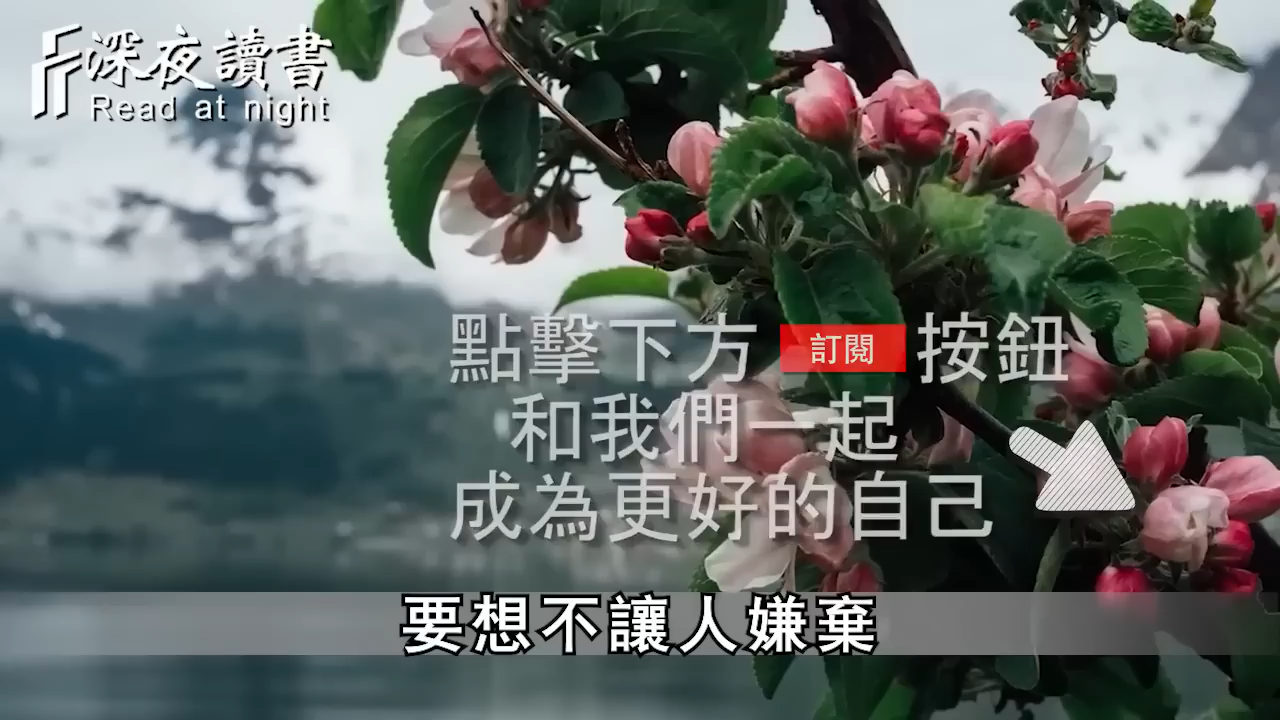 深夜讀書
Read at night
點擊下方 訂閱 按鈕
和我們一起
成為更好的自己
要想不讓人嫌棄